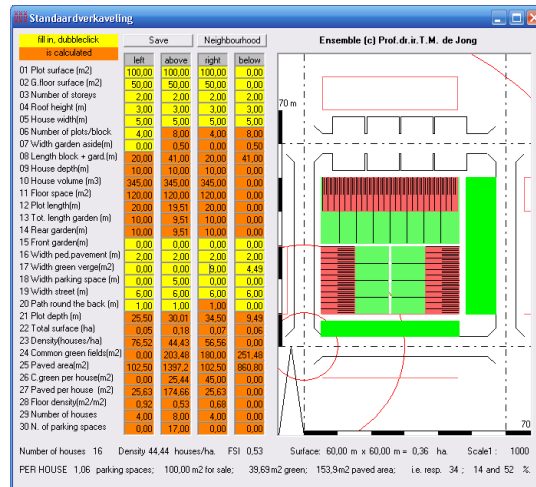 Standaardverkaveling
fill in, dubbleclick
Save
Neighbourhood
Ensemble (c) Prof.dr.ir.T.M. de Jong
is calculated
left above right below
01 Plot surface (m2) 100,00 100,00 100,00 0,00
02 G.floor surface (m2) 50,00 50,00 50,00 0,00
03 Number of storeys 2,00 2,00 2,00 2,00
04 Roof height (m) 3,00 3,00 3,00 3,00
05 House width(m) 5,00 5,00 5,00 5,00
06 Number of plots/block 4,00 8,00 4,00 8,00
07 Width garden aside(m) 0,00 0,50 0,00 0,50
08 Length block + gard.(m) 20,00 41,00 20,00 41,00
09 House depth(m) 10,00 10,00 10,00 0,00
10 House volume (m3) 345,00 345,00 345,00 0,00
11 Floor space (m2) 120,00 120,00 120,00 0,00
12 Plot length(m) 20,00 19,51 20,00 0,00
13 Tot. length garden (m) 10,00 9,51 10,00 0,00
14 Rear garden(m) 10,00 9,51 10,00 0,00
15 Front garden(m) 0,00 0,00 0,00 0,00
16 Width ped.pavement (m) 2,00 2,00 2,00 2,00
17 Width green verge(m2) 0,00 0,00 9,00 4,49
18 Width parking space (m) 0,00 5,00 0,00 0,00
19 Width street (m) 6,00 6,00 6,00 6,00
20 Path round the back (m) 1,00 1,00 1,00 0,00
21 Plot depth (m) 25,50 30,01 34,50 9,49
22 Total surface (ha) 0,05 0,18 0,07 0,06
23 Density(houses/ha) 76,52 44,43 56,56 0,00
24 Common green fields(m2) 0,00 203,48 180,00 251,48
25 Paved area(m2) 102,50 1397,2 102,50 860,80
26 C.green per house(m2) 0,00 25,44 45,00 0,00
27 Paved per house (m2) 25,63 174,66 25,63 0,00
28 Floor density(m2/m2) 0,92 0,53 0,68 0,00
29 Number of houses 4,00 8,00 4,00 0,00
30 N. of parking spaces 0,00 17,00 0,00 0,00
70 m
70 m
Number of houses 16 Density 44,44 houses/ha. FSI 0,53 Surface: 60,00 m x 60,00 m = 0,36 ha. Scale1 : 1000
PER HOUSE 1,06 parking spaces; 100,00 m2 for sale; 39,69m2 green; 153,9m2 paved area; i.e. resp. 34 ; 14 and 52 %.